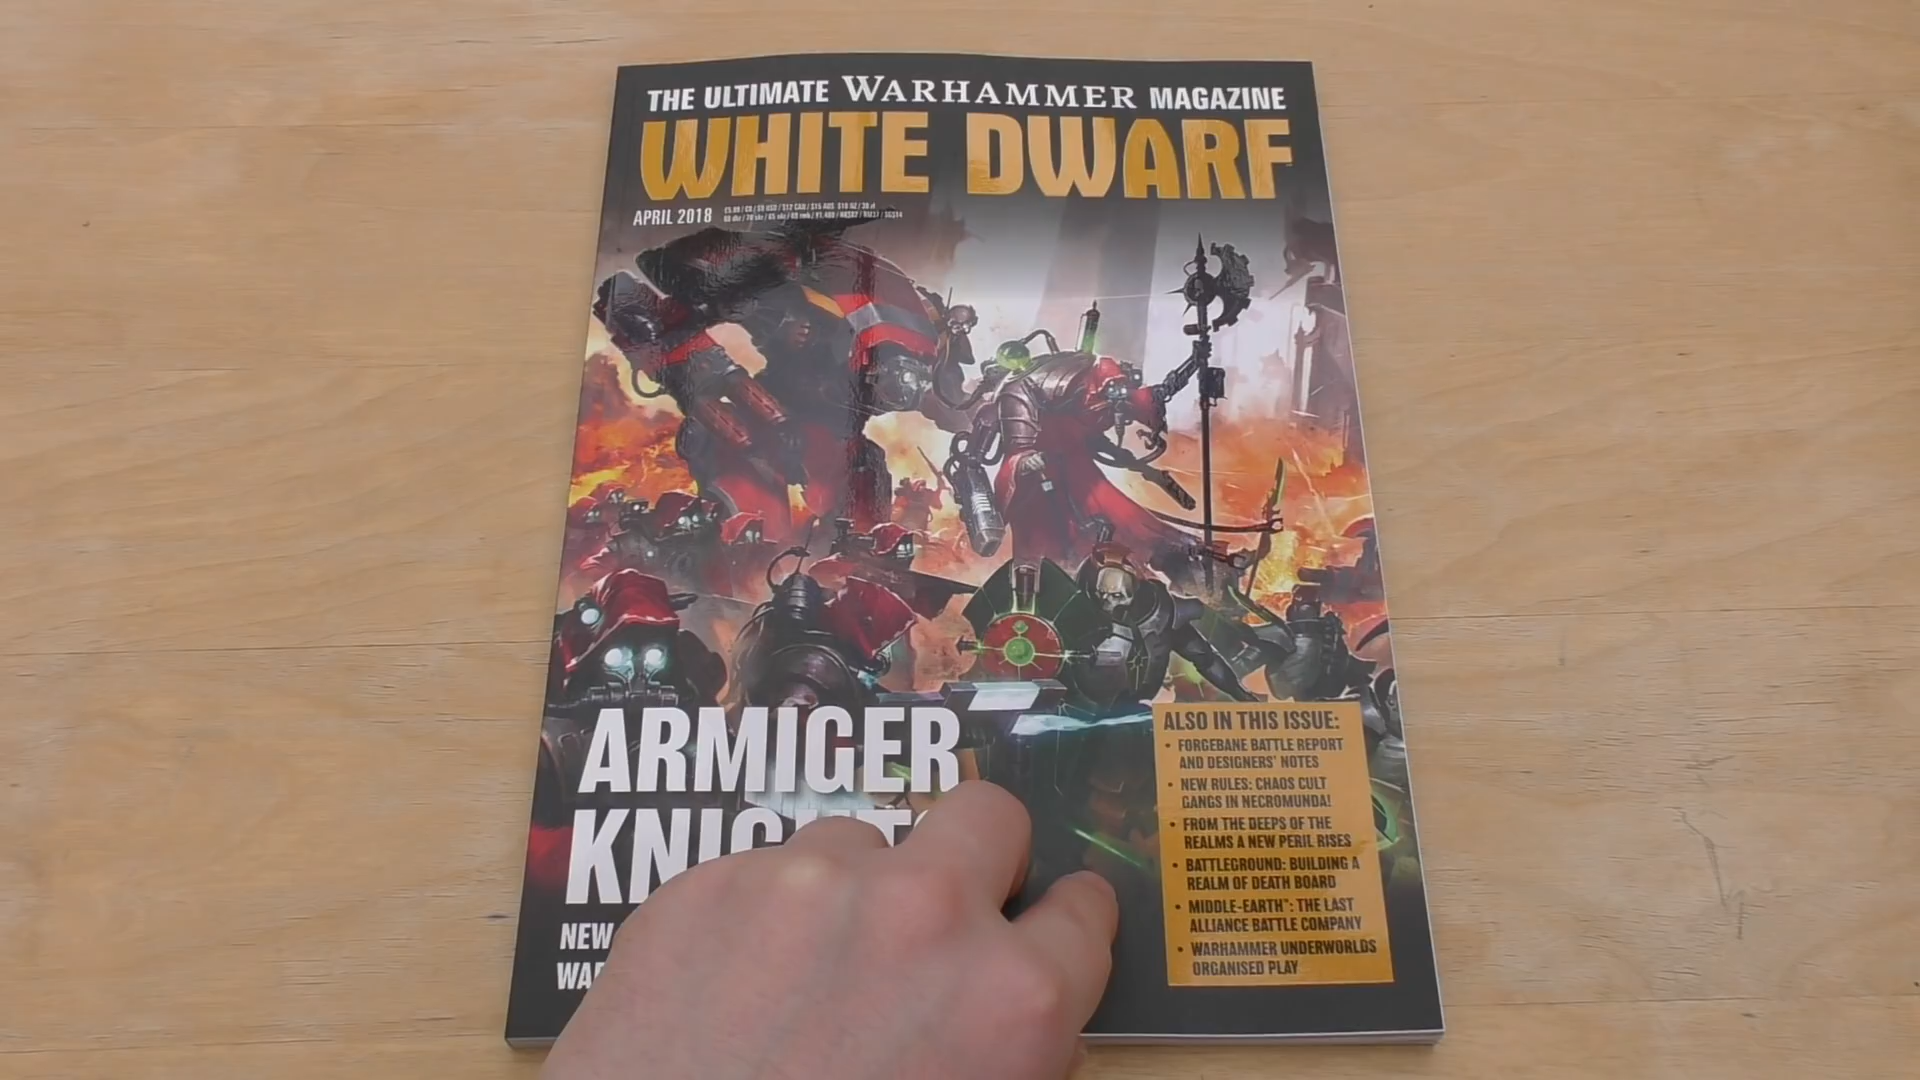 THE ULTIMATE WARHAMMER MAGAZINE
WHITE DWARF
APRIL 2018
ARMIGER
NEW
ALSO IN THIS ISSUE:
• FORGEBANE BATTLE REPORT
AND DESIGNERS' NOTES
• NEW RULES: CHAOS CULT
GANGS IN NECROMUNDA!
• FROM THE DEEPS OF THE
REALMS A NEW PERIL RISES
• BATTLEGROUND: BUILDING A
REALM OF DEATH BOARD
• MIDDLE-EARTH™: THE LAST
ALLIANCE BATTLE COMPANY
• WARHAMMER UNDERWORLDS
ORGANISED PLAY